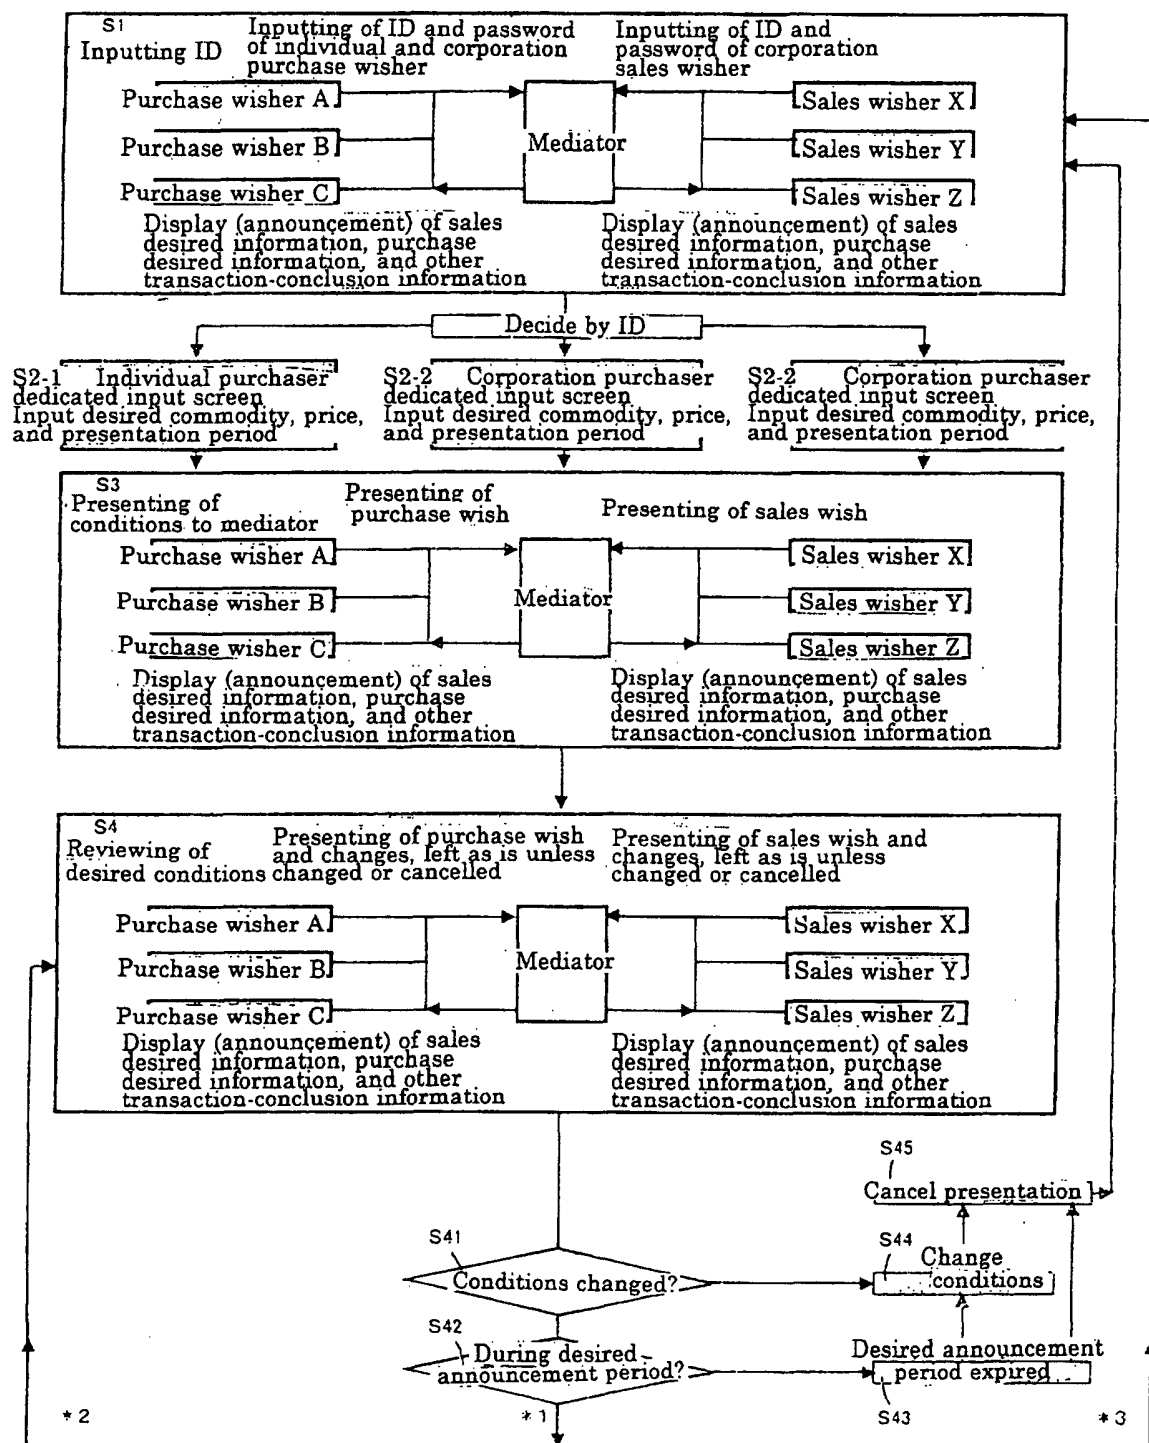 S1
Inputting ID
Inputting of ID and password
of individual and corporation
purchase wisher
Inputting of ID and
password of corporation
sales wisher
Purchase wisher A
Purchase wisher B
Purchase wisher C
Mediator
Sales wisher X
Sales wisher Y
Sales wisher Z
Display (announcement) of sales
desired information, purchase
desired information, and other
transaction-conclusion information
Display (announcement) of sales
desired information, purchase
desired information, and other
transaction-conclusion information
Decide by ID
S2-1 Individual purchaser
dedicated input screen
Input desired commodity, price,
and presentation period
S2-2 Corporation purchaser
dedicated input screen
Input desired commodity, price,
and presentation period
S2-2 Corporation purchaser
dedicated input screen
Input desired commodity, price,
and presentation period
S3
Presenting of
conditions to mediator
Presenting of
purchase wish
Presenting of sales wish
Purchase wisher A
Purchase wisher B
Purchase wisher C
Mediator
Sales wisher X
Sales wisher Y
Sales wisher Z
Display (announcement) of sales
desired information, purchase
desired information, and other
transaction-conclusion information
Display (announcement) of sales
desired information, purchase
desired information, and other
transaction-conclusion information
S4
Reviewing of
desired conditions
Presenting of purchase wish
and changes, left as is unless
changed or cancelled
Presenting of sales wish and
changes, left as is unless
changed or cancelled
Purchase wisher A
Purchase wisher B
Purchase wisher C
Mediator
Sales wisher X
Sales wisher Y
Sales wisher Z
Display (announcement) of sales
desired information, purchase
desired information, and other
transaction-conclusion information
Display (announcement) of sales
desired information, purchase
desired information, and other
transaction-conclusion information
S45
Cancel presentation
S41
Conditions changed?
S44
Change
conditions
S42
During desired
announcement period?
Desired announcement
period expired
S43
*2
*1
*3